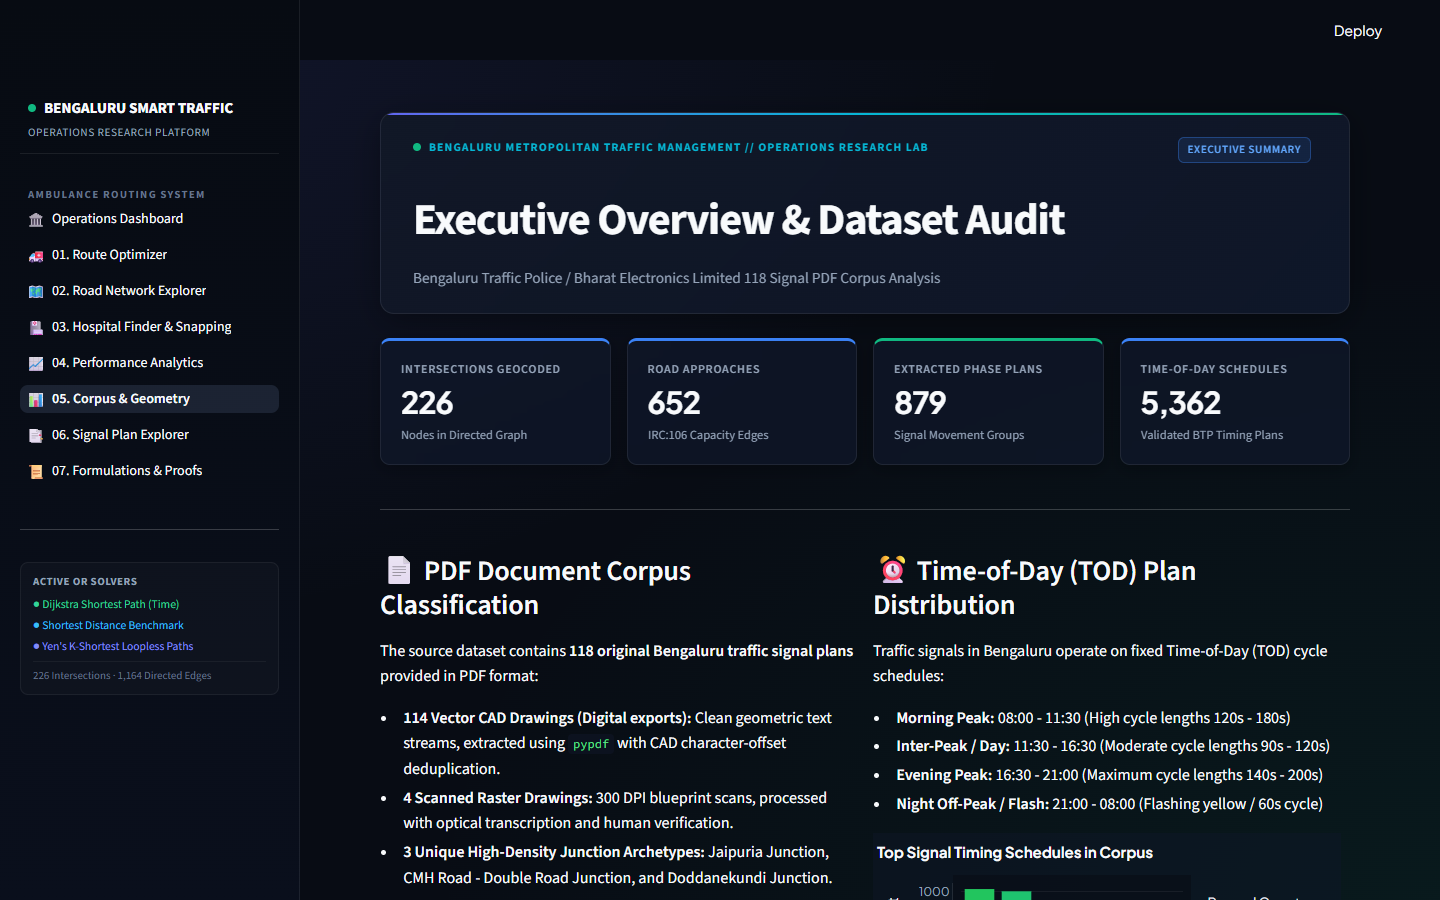 Deploy
BENGALURU SMART TRAFFIC
OPERATIONS RESEARCH PLATFORM
AMBULANCE ROUTING SYSTEM
Operations Dashboard
01. Route Optimizer
02. Road Network Explorer
03. Hospital Finder & Snapping
04. Performance Analytics
05. Corpus & Geometry
06. Signal Plan Explorer
07. Formulations & Proofs
ACTIVE OR SOLVERS
Dijkstra Shortest Path (Time)
Shortest Distance Benchmark
Yen's K-Shortest Loopless Paths
226 Intersections · 1,164 Directed Edges
BENGALURU METROPOLITAN TRAFFIC MANAGEMENT // OPERATIONS RESEARCH LAB
EXECUTIVE SUMMARY
Executive Overview & Dataset Audit
Bengaluru Traffic Police / Bharat Electronics Limited 118 Signal PDF Corpus Analysis
INTERSECTIONS GEOCODED
226
Nodes in Directed Graph
ROAD APPROACHES
652
IRC:106 Capacity Edges
EXTRACTED PHASE PLANS
879
Signal Movement Groups
TIME-OF-DAY SCHEDULES
5,362
Validated BTP Timing Plans
PDF Document Corpus
Classification
The source dataset contains 118 original Bengaluru traffic signal plans
provided in PDF format:
• 114 Vector CAD Drawings (Digital exports): Clean geometric text
streams, extracted using pypdf with CAD character-offset
deduplication.
• 4 Scanned Raster Drawings: 300 DPI blueprint scans, processed
with optical transcription and human verification.
• 3 Unique High-Density Junction Archetypes: Jaipuria Junction,
CMH Road - Double Road Junction, and Doddanekundi Junction.
Time-of-Day (TOD) Plan
Distribution
Traffic signals in Bengaluru operate on fixed Time-of-Day (TOD) cycle
schedules:
• Morning Peak: 08:00 - 11:30 (High cycle lengths 120s - 180s)
• Inter-Peak / Day: 11:30 - 16:30 (Moderate cycle lengths 90s - 120s)
• Evening Peak: 16:30 - 21:00 (Maximum cycle lengths 140s - 200s)
• Night Off-Peak / Flash: 21:00 - 08:00 (Flashing yellow / 60s cycle)
Top Signal Timing Schedules in Corpus
1000